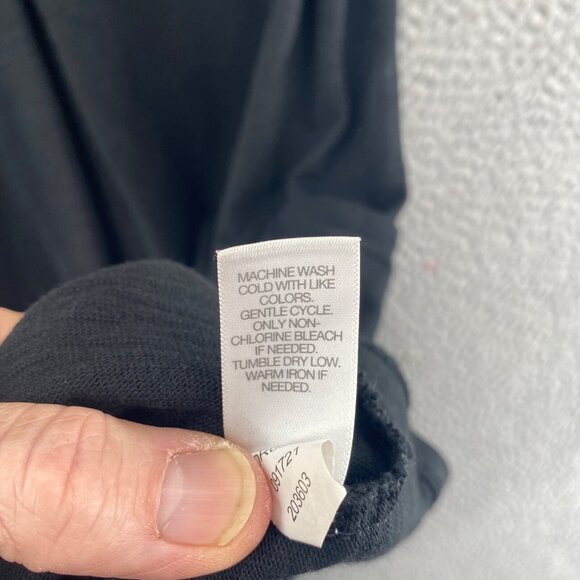 MACHINE WASH
COLD WITH LIKE
COLORS.
GENTLE CYCLE.
ONLY NON-
CHLORINE BLEACH
IF NEEDED.
TUMBLE DRY LOW.
WARM IRON IF
NEEDED.
091721
203603